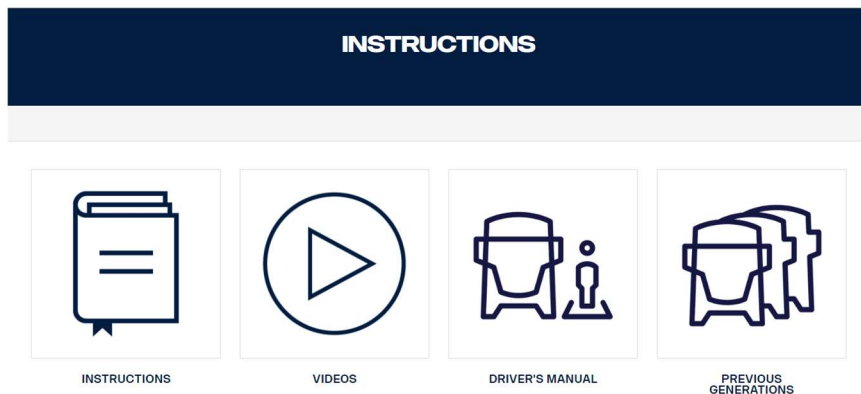 INSTRUCTIONS
INSTRUCTIONS
VIDEOS
DRIVER'S MANUAL
PREVIOUS
GENERATIONS